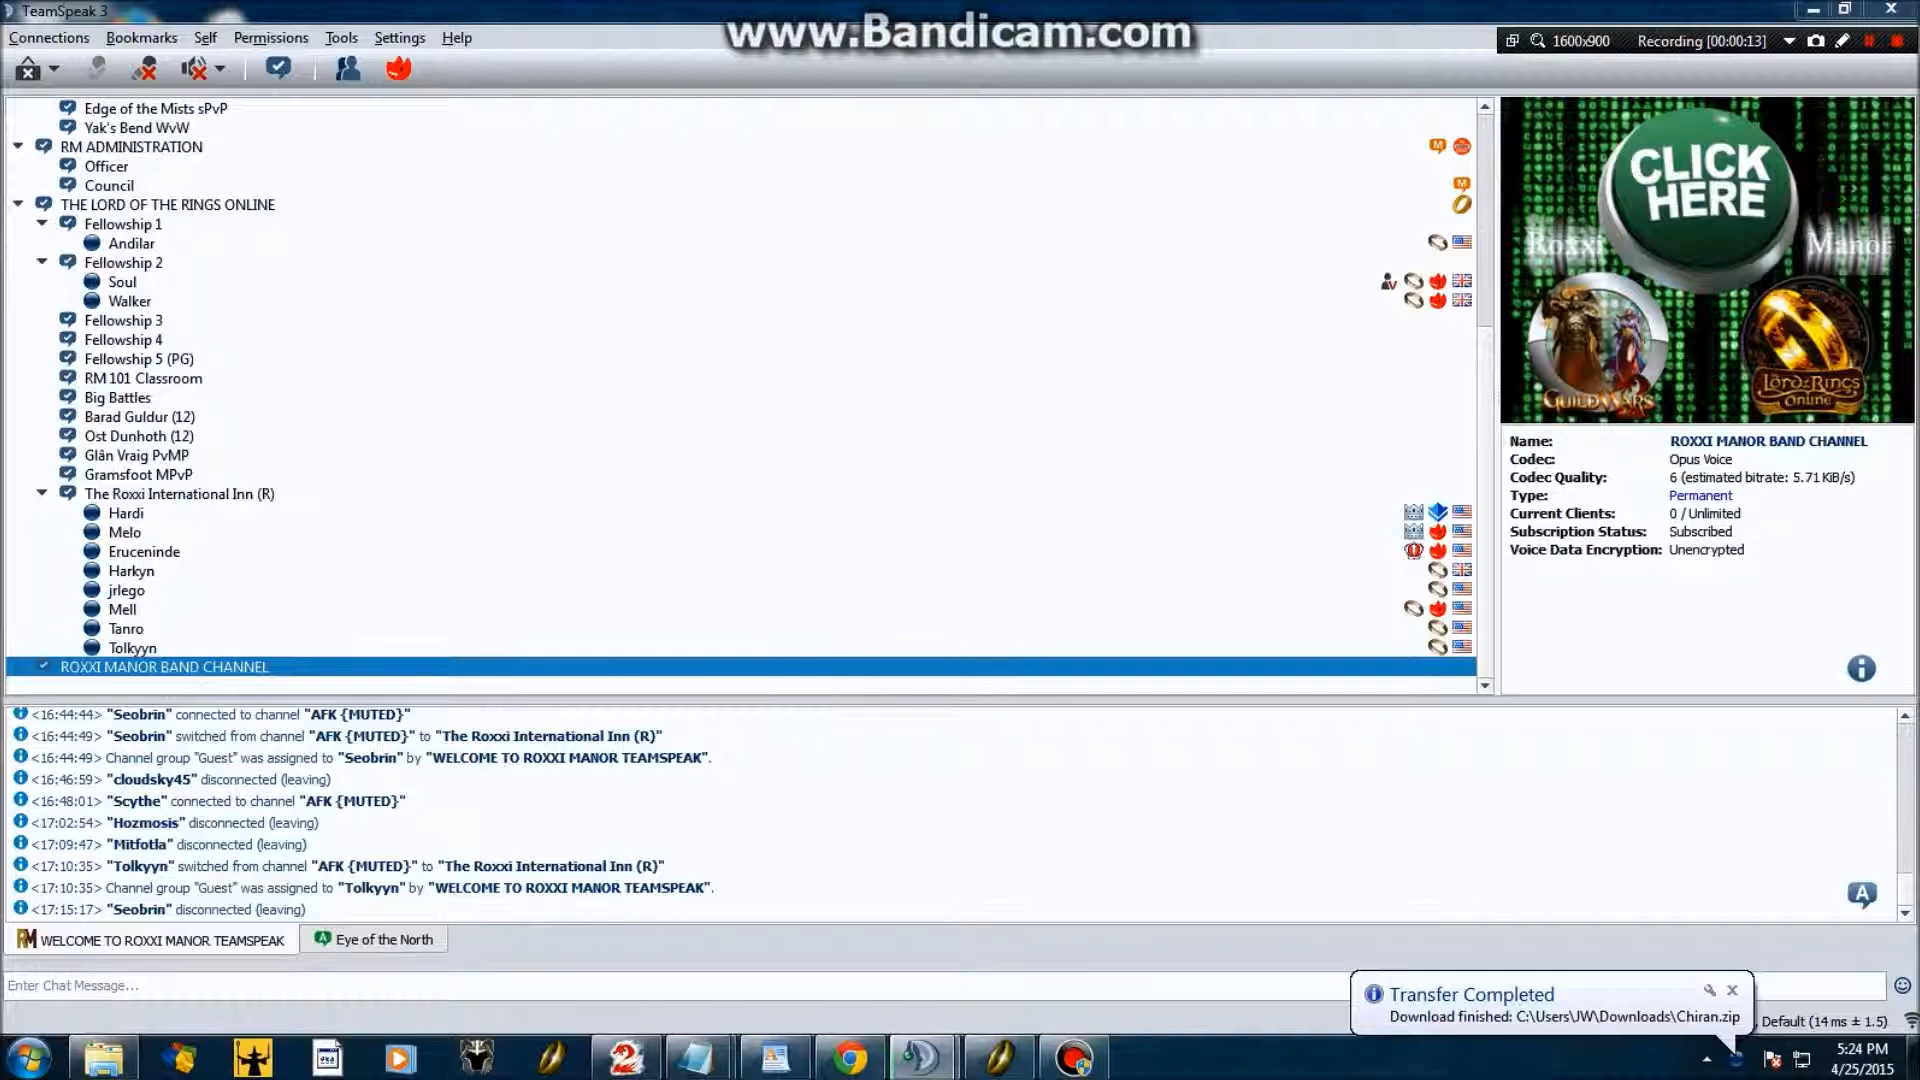 TeamSpeak 3
www.Bandicam.com
Connections Bookmarks Self Permissions Tools Settings Help
1600x900 Recording [00:00:13]
Edge of the Mists sPvP
Yak's Bend WvW
RM ADMINISTRATION
Officer
Council
THE LORD OF THE RINGS ONLINE
Fellowship 1
Andilar
Fellowship 2
Soul
Walker
Fellowship 3
Fellowship 4
Fellowship 5 (PG)
RM 101 Classroom
Big Battles
Barad Guldur (12)
Ost Dunhoth (12)
Glân Vraig PvMP
Gramsfoot MPvP
The Roxxi International Inn (R)
Hardi
Melo
Eruceninde
Harkyn
jrlego
Mell
Tanro
Tolkyyn
ROXXI MANOR BAND CHANNEL
CLICK
HERE
Roxxi Manor
GUILD WARS
The Lord of the Rings
Online
Name: ROXXI MANOR BAND CHANNEL
Codec: Opus Voice
Codec Quality: 6 (estimated bitrate: 5.71 KiB/s)
Type: Permanent
Current Clients: 0 / Unlimited
Subscription Status: Subscribed
Voice Data Encryption: Unencrypted
<16:44:44> "Seobrin" connected to channel "AFK {MUTED}"
<16:44:49> "Seobrin" switched from channel "AFK {MUTED}" to "The Roxxi International Inn (R)"
<16:44:49> Channel group "Guest" was assigned to "Seobrin" by "WELCOME TO ROXXI MANOR TEAMSPEAK".
<16:46:59> "cloudsky45" disconnected (leaving)
<16:48:01> "Scythe" connected to channel "AFK {MUTED}"
<17:02:54> "Hozmosis" disconnected (leaving)
<17:09:47> "Mitfotla" disconnected (leaving)
<17:10:35> "Tolkyyn" switched from channel "AFK {MUTED}" to "The Roxxi International Inn (R)"
<17:10:35> Channel group "Guest" was assigned to "Tolkyyn" by "WELCOME TO ROXXI MANOR TEAMSPEAK".
<17:15:17> "Seobrin" disconnected (leaving)
RM WELCOME TO ROXXI MANOR TEAMSPEAK
Eye of the North
Enter Chat Message...
Transfer Completed
Download finished: C:\Users\JW\Downloads\Chiran.zip
Default (14 ms ± 1.5)
5:24 PM
4/25/2015